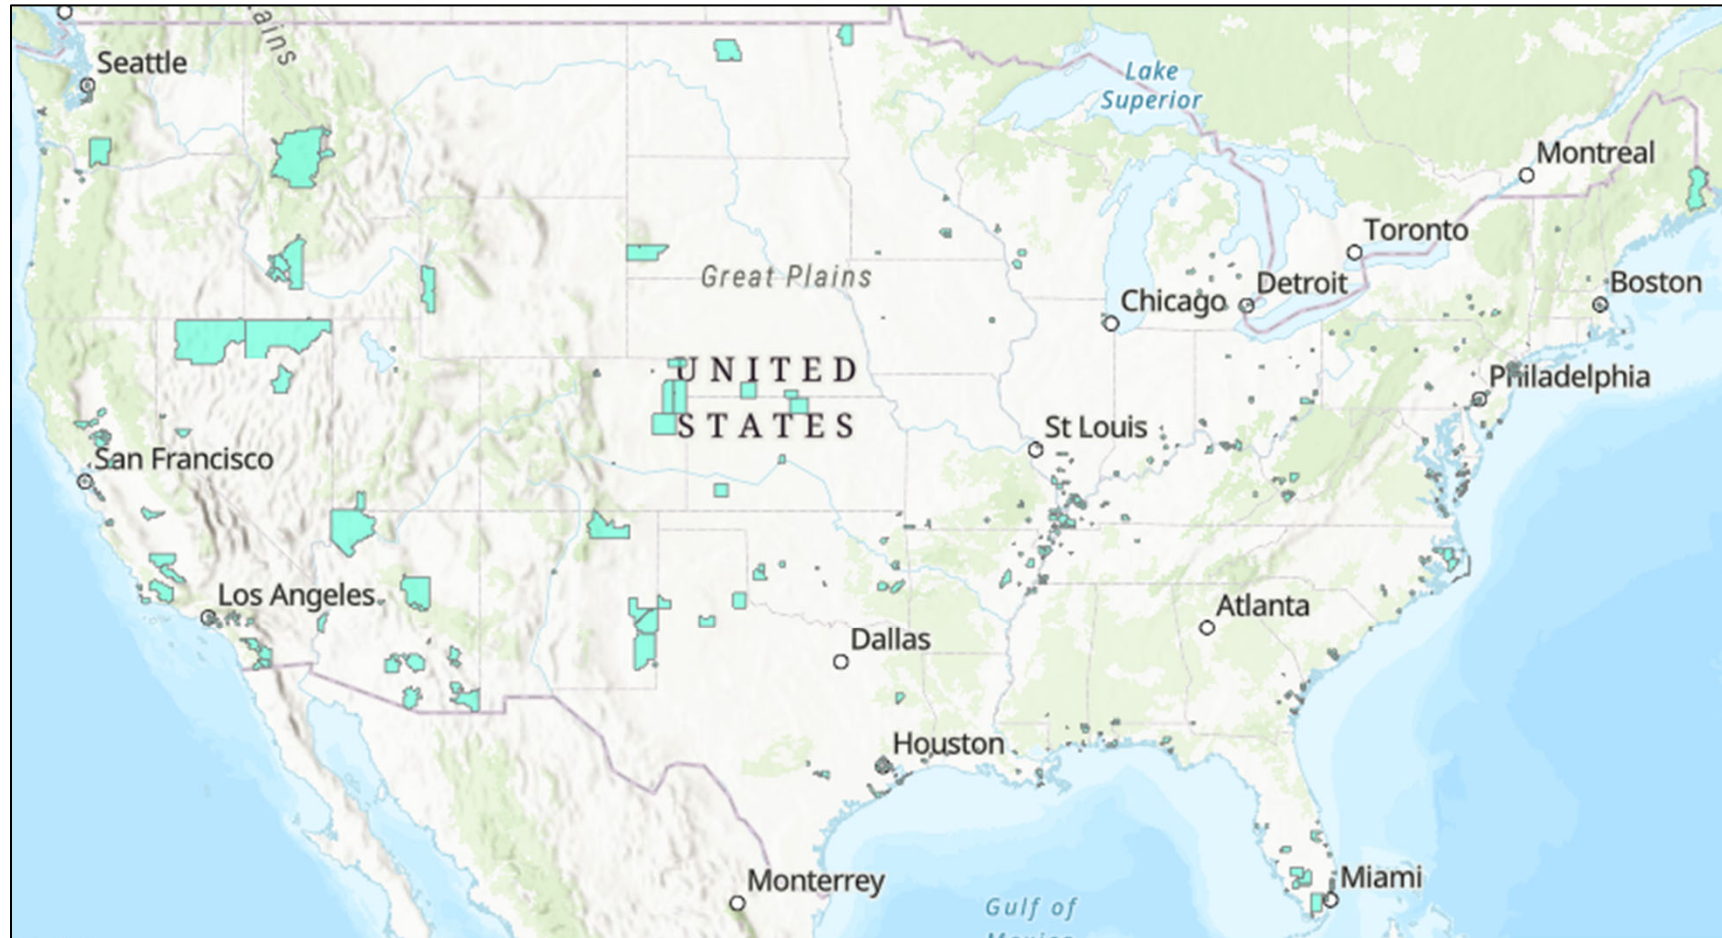 ains
Seattle
Lake
Superior
Montreal
Toronto
Great Plains
Detroit
Boston
Chicago
UNITED
Philadelphia
STATES
St Louis
San Francisco
Los Angeles
Atlanta
Dallas
Houston
Monterrey
Miami
Gulf of